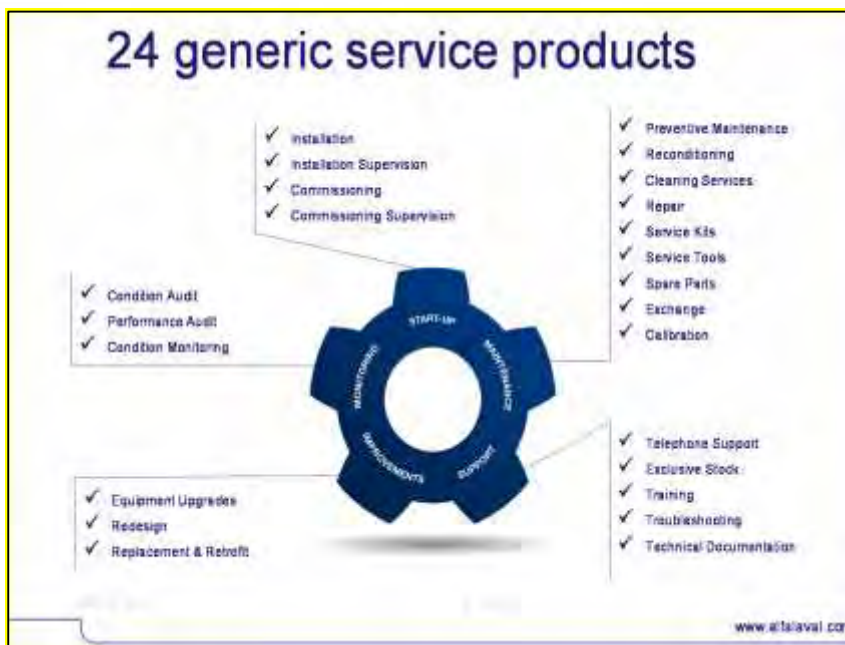 24 generic service products
Installation
Installation Supervision
Commissioning
Commissioning Supervision
Preventive Maintenance
Reconditioning
Cleaning Services
Repair
Service Kits
Service Tools
Spare Parts
Exchange
Calibration
Condition Audit
Performance Audit
Condition Monitoring
START-UP
MAINTENANCE
SUPPORT
IMPROVEMENTS
MONITORING
Telephone Support
Exclusive Stock
Training
Troubleshooting
Technical Documentation
Equipment Upgrades
Redesign
Replacement & Retrofit
www.alfalaval.com